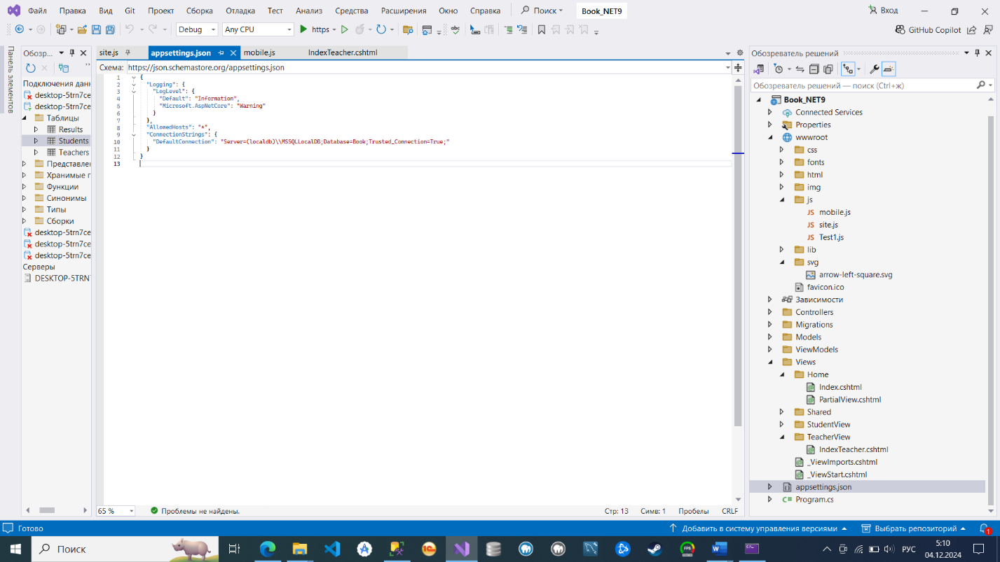 Файл Правка Вид Git Проект Сборка Отладка Тест Анализ Средства Расширения Окно Справка Поиск Book_NET9 Вход
Debug Any CPU https GitHub Copilot
Панель элементов
Обозр...
Подключения дан
desktop-5trn7ce
desktop-5trn7ce
Таблицы
Results
Students
Teachers
Представлен
Хранимые г
Функции
Синонимы
Типы
Сборки
desktop-5trn7ce
desktop-5trn7ce
desktop-5trn7ce
Серверы
DESKTOP-5TRN
site.js appsettings.json mobile.js IndexTeacher.cshtml
Схема: https://json.schemastore.org/appsettings.json
1 {
2 "Logging": {
3 "LogLevel": {
4 "Default": "Information",
5 "Microsoft.AspNetCore": "Warning"
6 }
7 },
8 "AllowedHosts": "*",
9 "ConnectionStrings": {
10 "DefaultConnection": "Server=(localdb)\\MSSQLLocalDB;Database=Book;Trusted_Connection=True;"
11 }
12 }
13
65 % Проблемы не найдены. Стр: 13 Симв: 1 Пробелы CRLF
Обозреватель решений
Обозреватель решений — поиск (Ctrl+ж)
Book_NET9
Connected Services
Properties
wwwroot
css
fonts
html
img
js
JS mobile.js
JS site.js
JS Test1.js
lib
svg
arrow-left-square.svg
favicon.ico
Зависимости
Controllers
Migrations
Models
ViewModels
Views
Home
Index.cshtml
PartialView.cshtml
Shared
StudentView
TeacherView
IndexTeacher.cshtml
_ViewImports.cshtml
_ViewStart.cshtml
appsettings.json
C# Program.cs
Готово Добавить в систему управления версиями Выбрать репозиторий 1
Поиск РУС 5:10
04.12.2024